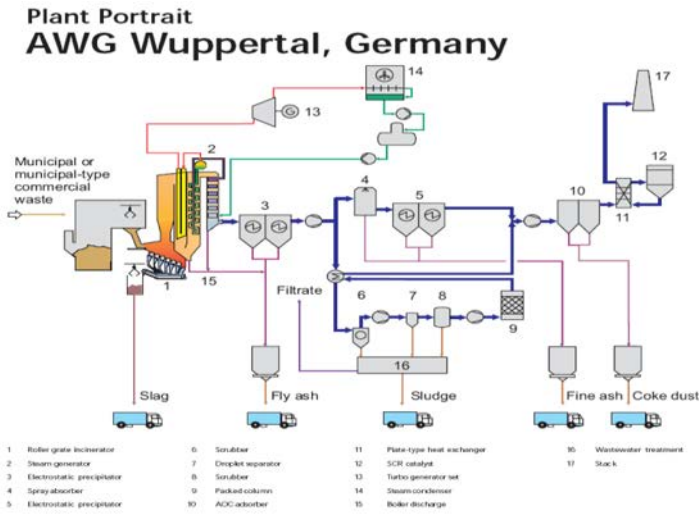 Plant Portrait
AWG Wuppertal, Germany
17
14
13
2
12
Municipal or
municipal-type
commercial
waste
4
5
10
3
11
1
15
Filtrate
6
7
8
9
16
Slag
Fly ash
Sludge
Fine ash
Coke dust
1 Roller grate incinerator
2 Steam generator
3 Electrostatic precipitator
4 Spray absorber
5 Electrostatic precipitator
6 Scrubber
7 Droplet separator
8 Scrubber
9 Packed column
10 AOC-adsorber
11 Plate-type heat exchanger
12 SCR catalyst
13 Turbo generator set
14 Steam condenser
15 Boiler discharge
16 Wastewater treatment
17 Stack